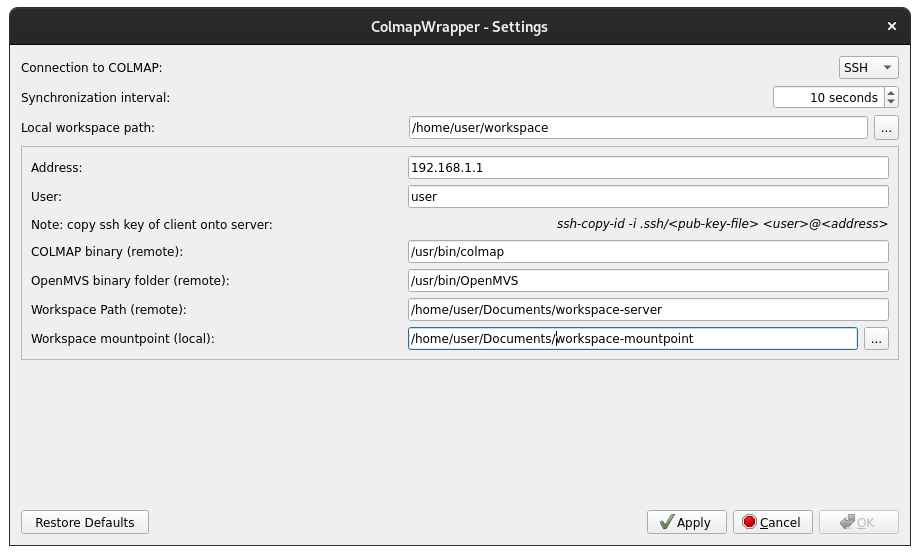 ColmapWrapper - Settings
Connection to COLMAP: SSH
Synchronization interval: 10 seconds
Local workspace path: /home/user/workspace ...
Address: 192.168.1.1
User: user
Note: copy ssh key of client onto server: ssh-copy-id -i .ssh/<pub-key-file> <user>@<address>
COLMAP binary (remote): /usr/bin/colmap
OpenMVS binary folder (remote): /usr/bin/OpenMVS
Workspace Path (remote): /home/user/Documents/workspace-server
Workspace mountpoint (local): /home/user/Documents/workspace-mountpoint ...
Restore Defaults Apply Cancel OK